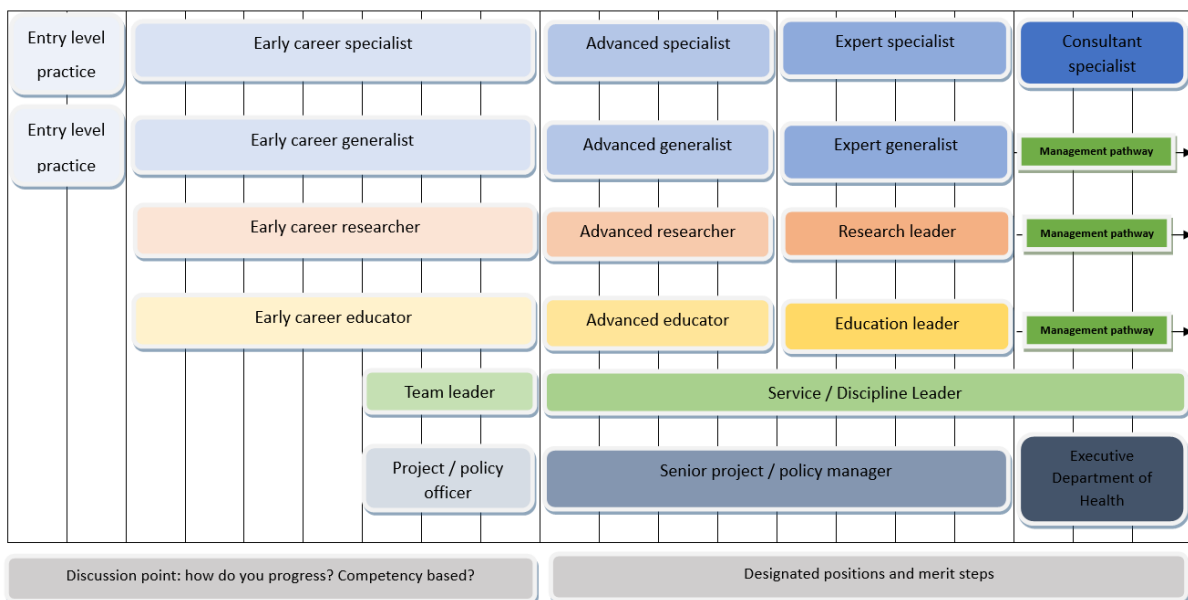 Entry level
practice
Early career specialist
Advanced specialist
Expert specialist
Consultant
specialist
Entry level
practice
Early career generalist
Advanced generalist
Expert generalist
Management pathway
Early career researcher
Advanced researcher
Research leader
Management pathway
Early career educator
Advanced educator
Education leader
Management pathway
Team leader
Service / Discipline Leader
Project / policy
officer
Senior project / policy manager
Executive
Department of
Health
Discussion point: how do you progress? Competency based?
Designated positions and merit steps